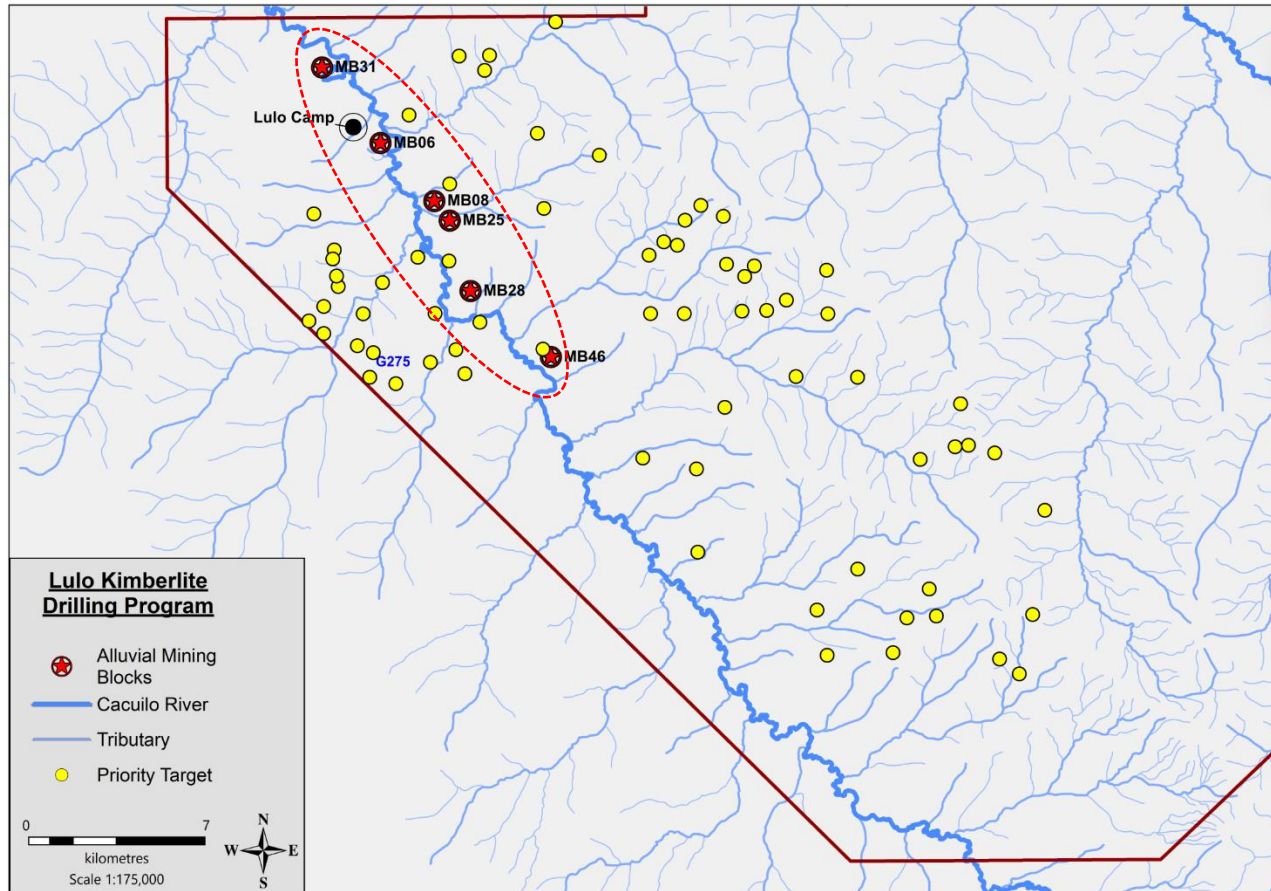 MB31
Lulo Camp
MB06
MB08
MB25
MB28
MB46
G275
Lulo Kimberlite
Drilling Program
Alluvial Mining
Blocks
Cacuilo River
Tributary
Priority Target
0 7
kilometres
Scale 1:175,000
N
W E
S